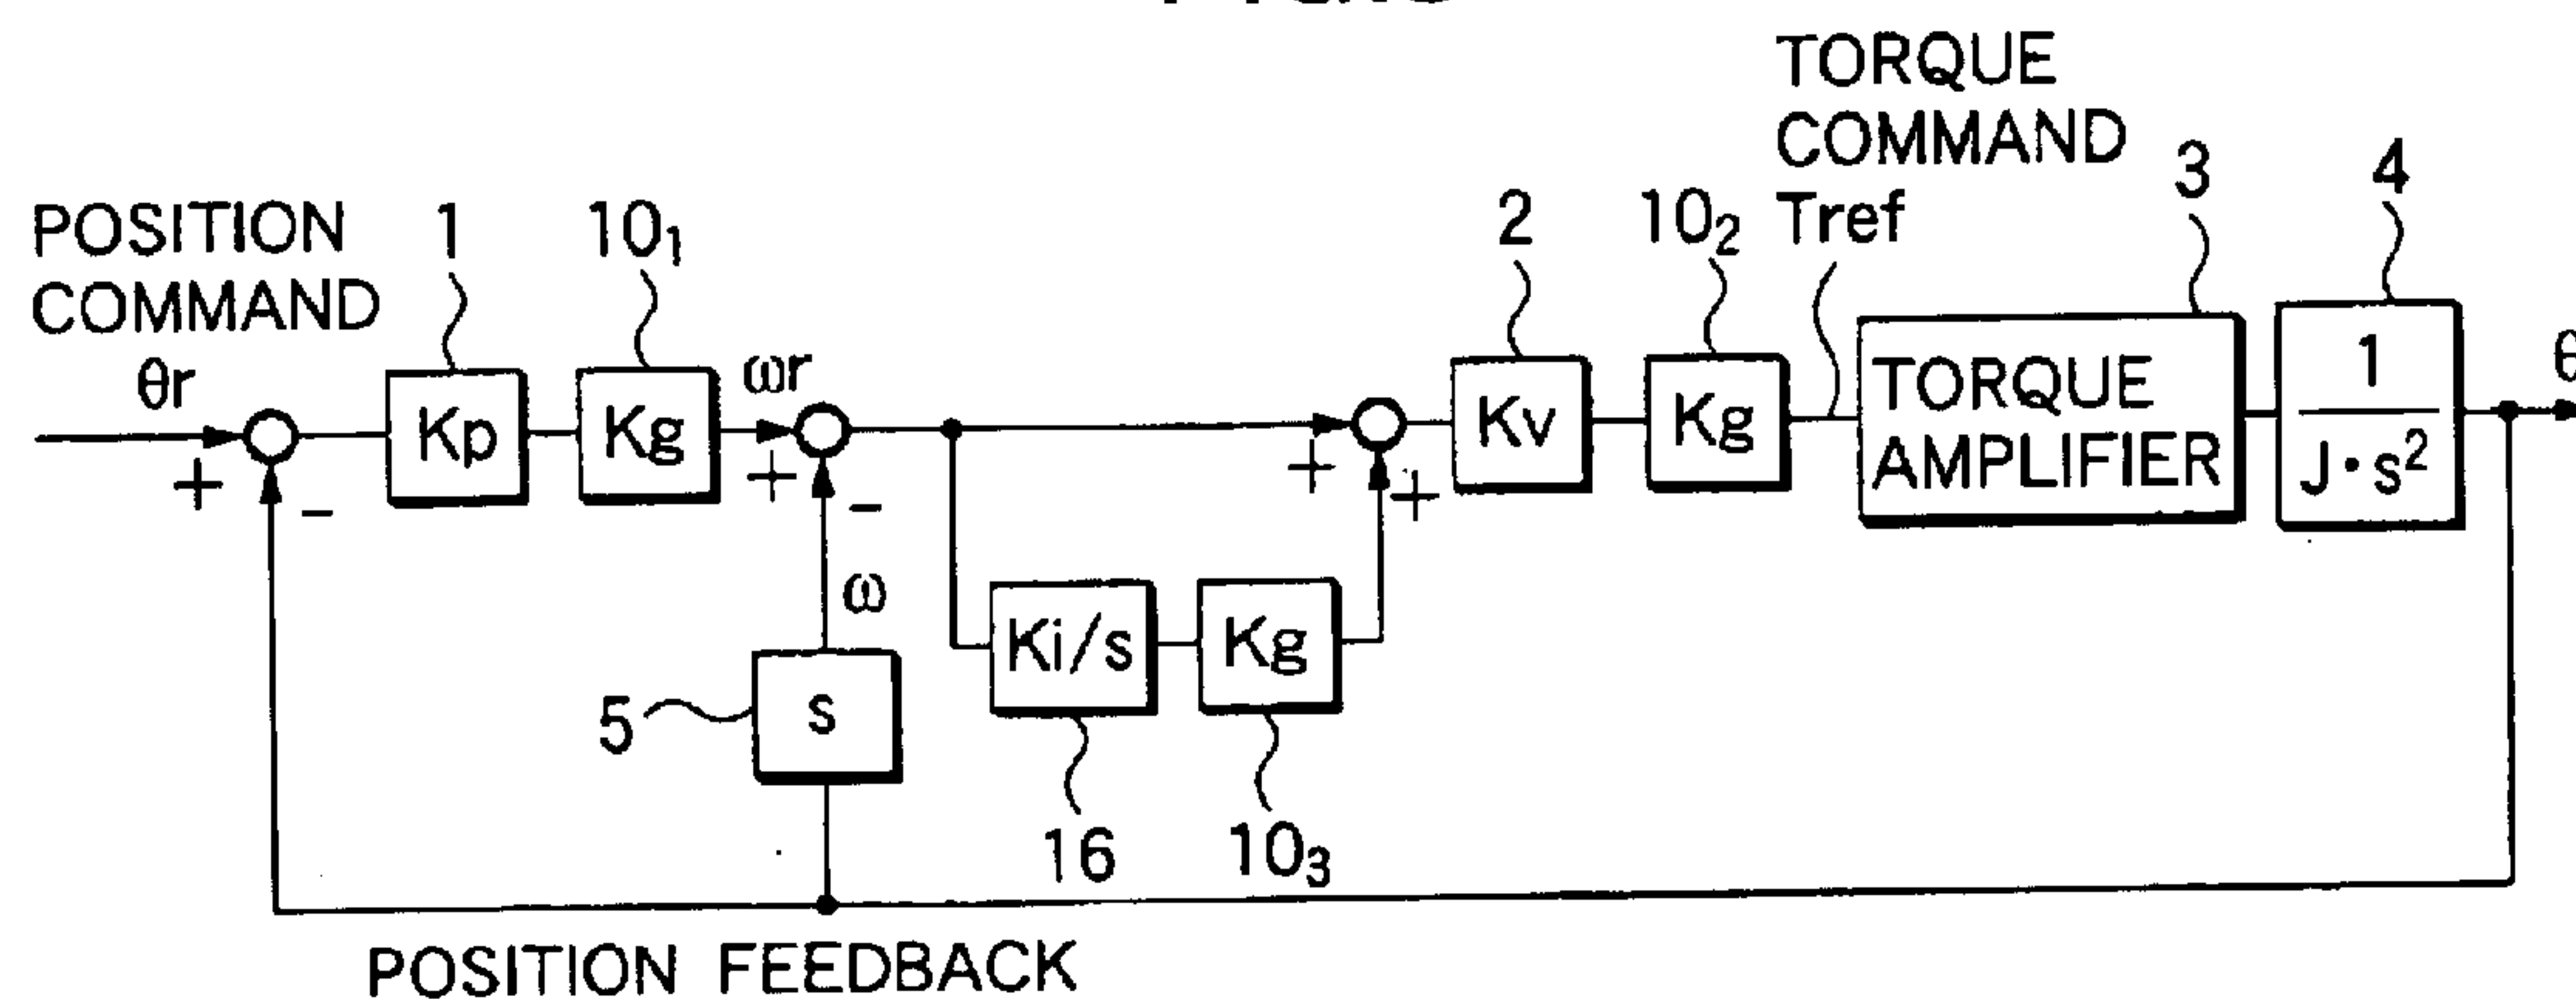 TORQUE
COMMAND
Tref
3
4
POSITION
COMMAND
1
10₁
2
10₂
θr
+
-
Kp
Kg
ωr
+
-
+
+
Kv
Kg
TORQUE
AMPLIFIER
1
J·s²
ω
5
s
Ki/s
Kg
16
10₃
POSITION FEEDBACK